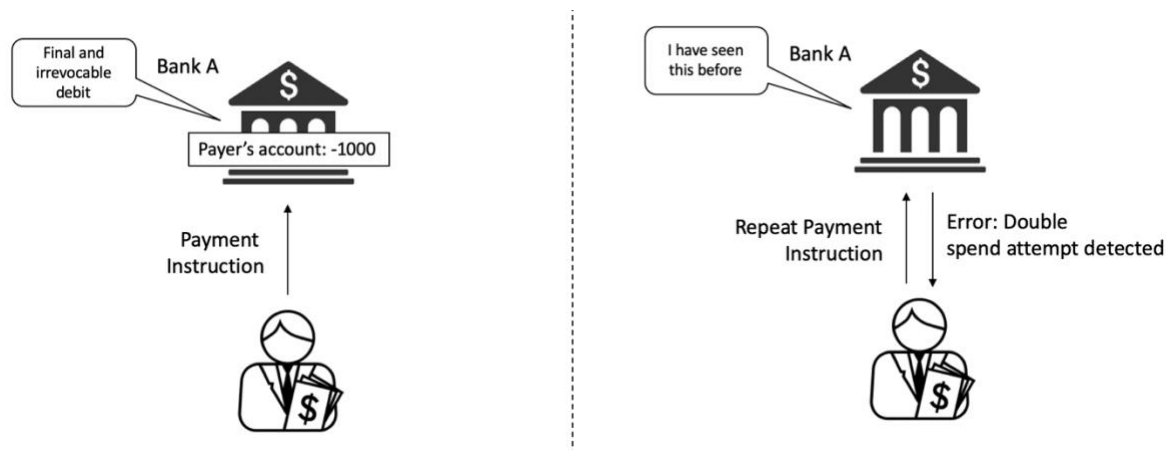 Final and
irrevocable
debit
Bank A
$
Payer's account: -1000
Payment
Instruction
$
I have seen
this before
Bank A
$
Repeat Payment
Instruction
Error: Double
spend attempt detected
$